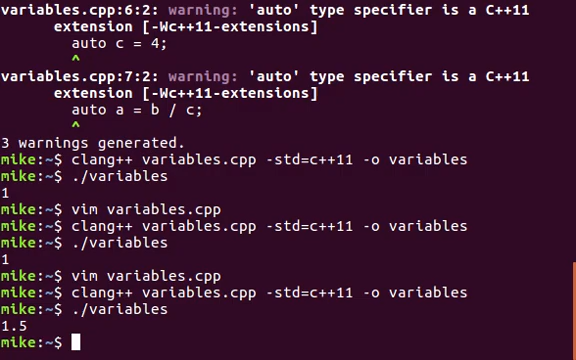 variables.cpp:6:2: warning: 'auto' type specifier is a C++11
extension [-Wc++11-extensions]
auto c = 4;
^
variables.cpp:7:2: warning: 'auto' type specifier is a C++11
extension [-Wc++11-extensions]
auto a = b / c;
^
3 warnings generated.
mike:~$ clang++ variables.cpp -std=c++11 -o variables
mike:~$ ./variables
1
mike:~$ vim variables.cpp
mike:~$ clang++ variables.cpp -std=c++11 -o variables
mike:~$ ./variables
1
mike:~$ vim variables.cpp
mike:~$ clang++ variables.cpp -std=c++11 -o variables
mike:~$ ./variables
1.5
mike:~$